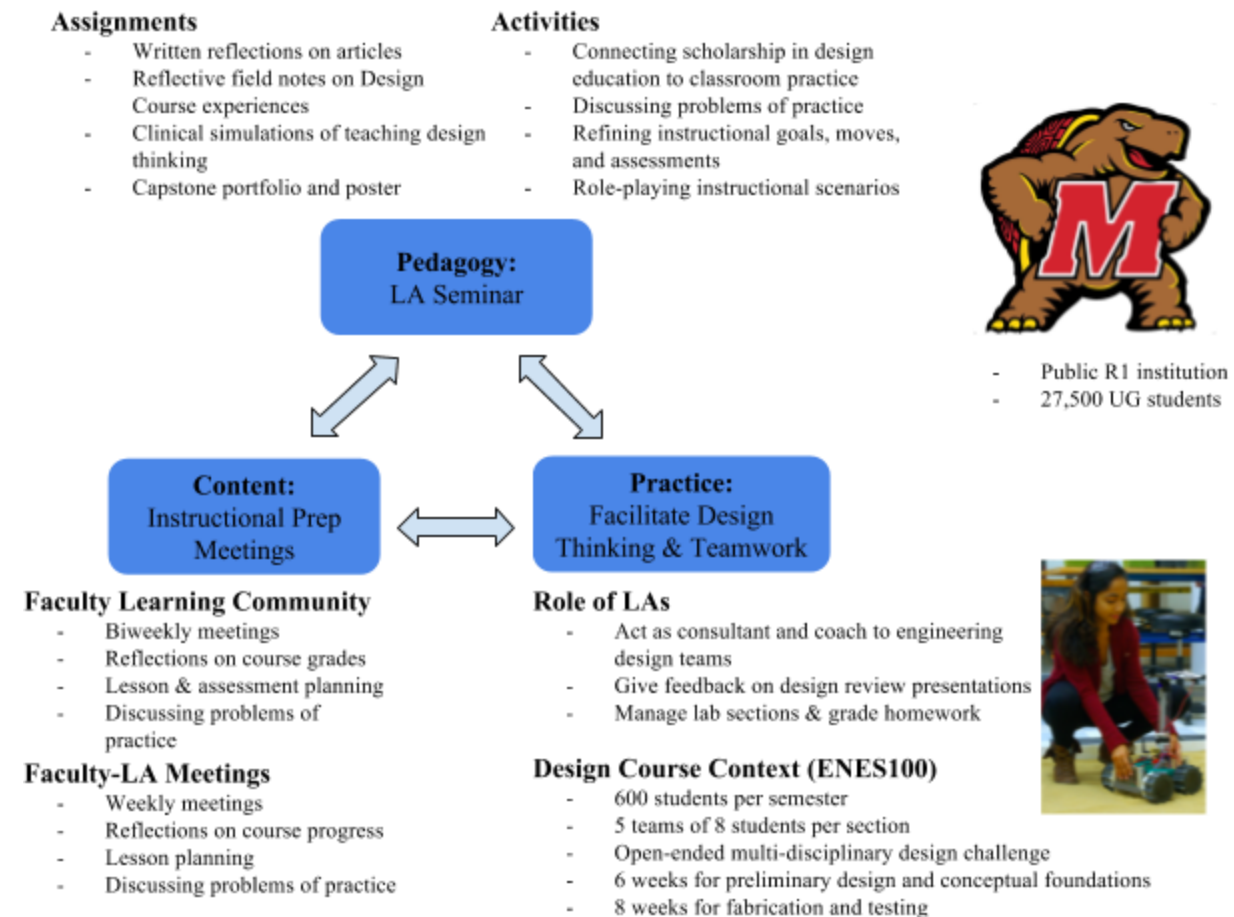 Assignments
- Written reflections on articles
- Reflective field notes on Design
Course experiences
- Clinical simulations of teaching design
thinking
- Capstone portfolio and poster
Activities
- Connecting scholarship in design
education to classroom practice
- Discussing problems of practice
- Refining instructional goals, moves,
and assessments
- Role-playing instructional scenarios
M
- Public R1 institution
- 27,500 UG students
Pedagogy:
LA Seminar
Content:
Instructional Prep
Meetings
Practice:
Facilitate Design
Thinking & Teamwork
Faculty Learning Community
- Biweekly meetings
- Reflections on course grades
- Lesson & assessment planning
- Discussing problems of
practice
Faculty-LA Meetings
- Weekly meetings
- Reflections on course progress
- Lesson planning
- Discussing problems of practice
Role of LAs
- Act as consultant and coach to engineering
design teams
- Give feedback on design review presentations
- Manage lab sections & grade homework
Design Course Context (ENES100)
- 600 students per semester
- 5 teams of 8 students per section
- Open-ended multi-disciplinary design challenge
- 6 weeks for preliminary design and conceptual foundations
- 8 weeks for fabrication and testing